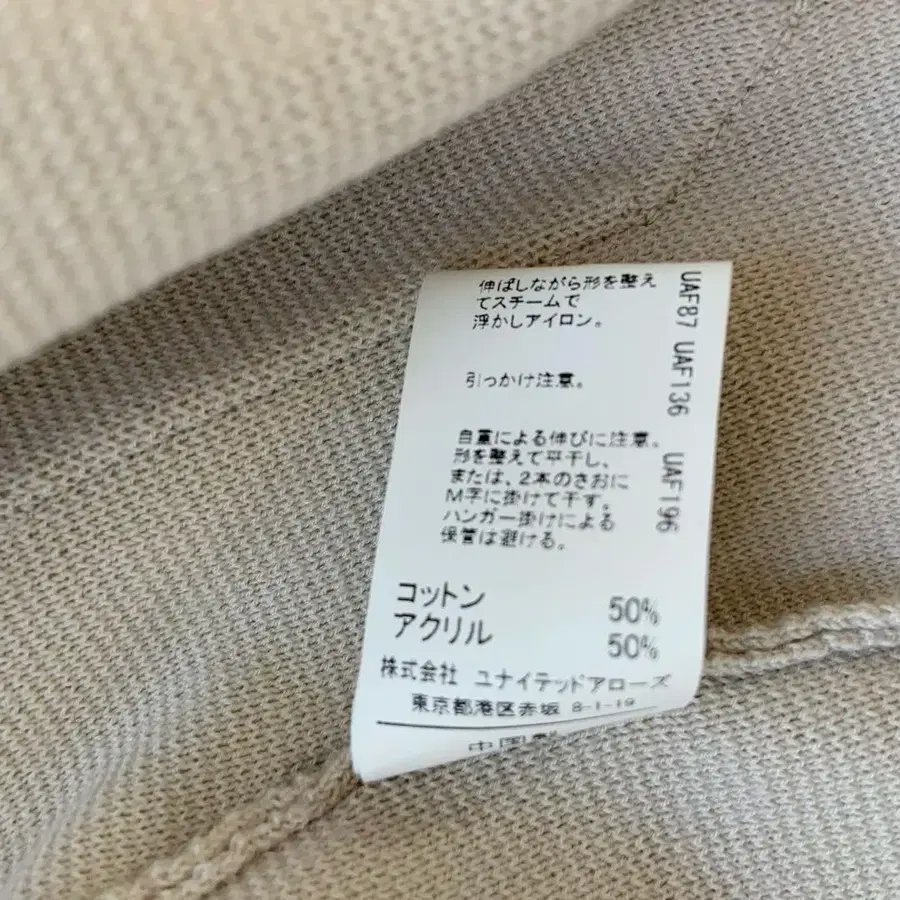 伸ばしながら形を整え
てスチームで
浮かしアイロン。
引っかけ注意。
自重による伸びに注意。
形を整えて平干し、
または、2本のさおに
M字に掛けて干す。
ハンガー掛けによる
保管は避ける。
コットン 50%
アクリル 50%
株式会社 ユナイテッドアローズ
東京都港区赤坂 8-1-19
中国製
UAF87 UAF136 UAF196